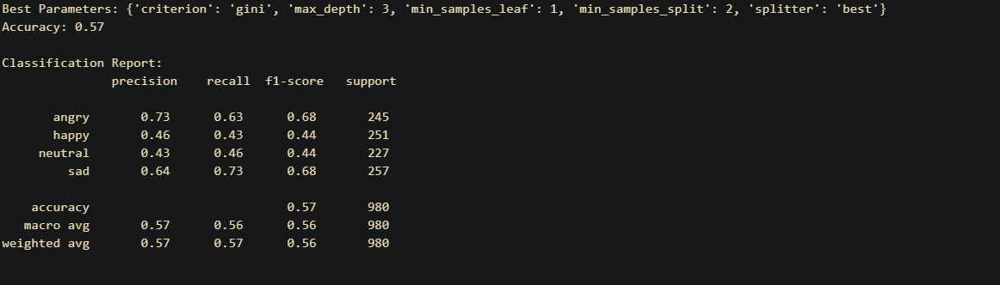 Best Parameters: {'criterion': 'gini', 'max_depth': 3, 'min_samples_leaf': 1, 'min_samples_split': 2, 'splitter': 'best'}
Accuracy: 0.57
Classification Report:
precision recall f1-score support
angry 0.73 0.63 0.68 245
happy 0.46 0.43 0.44 251
neutral 0.43 0.46 0.44 227
sad 0.64 0.73 0.68 257
accuracy 0.57 980
macro avg 0.57 0.56 0.56 980
weighted avg 0.57 0.57 0.56 980